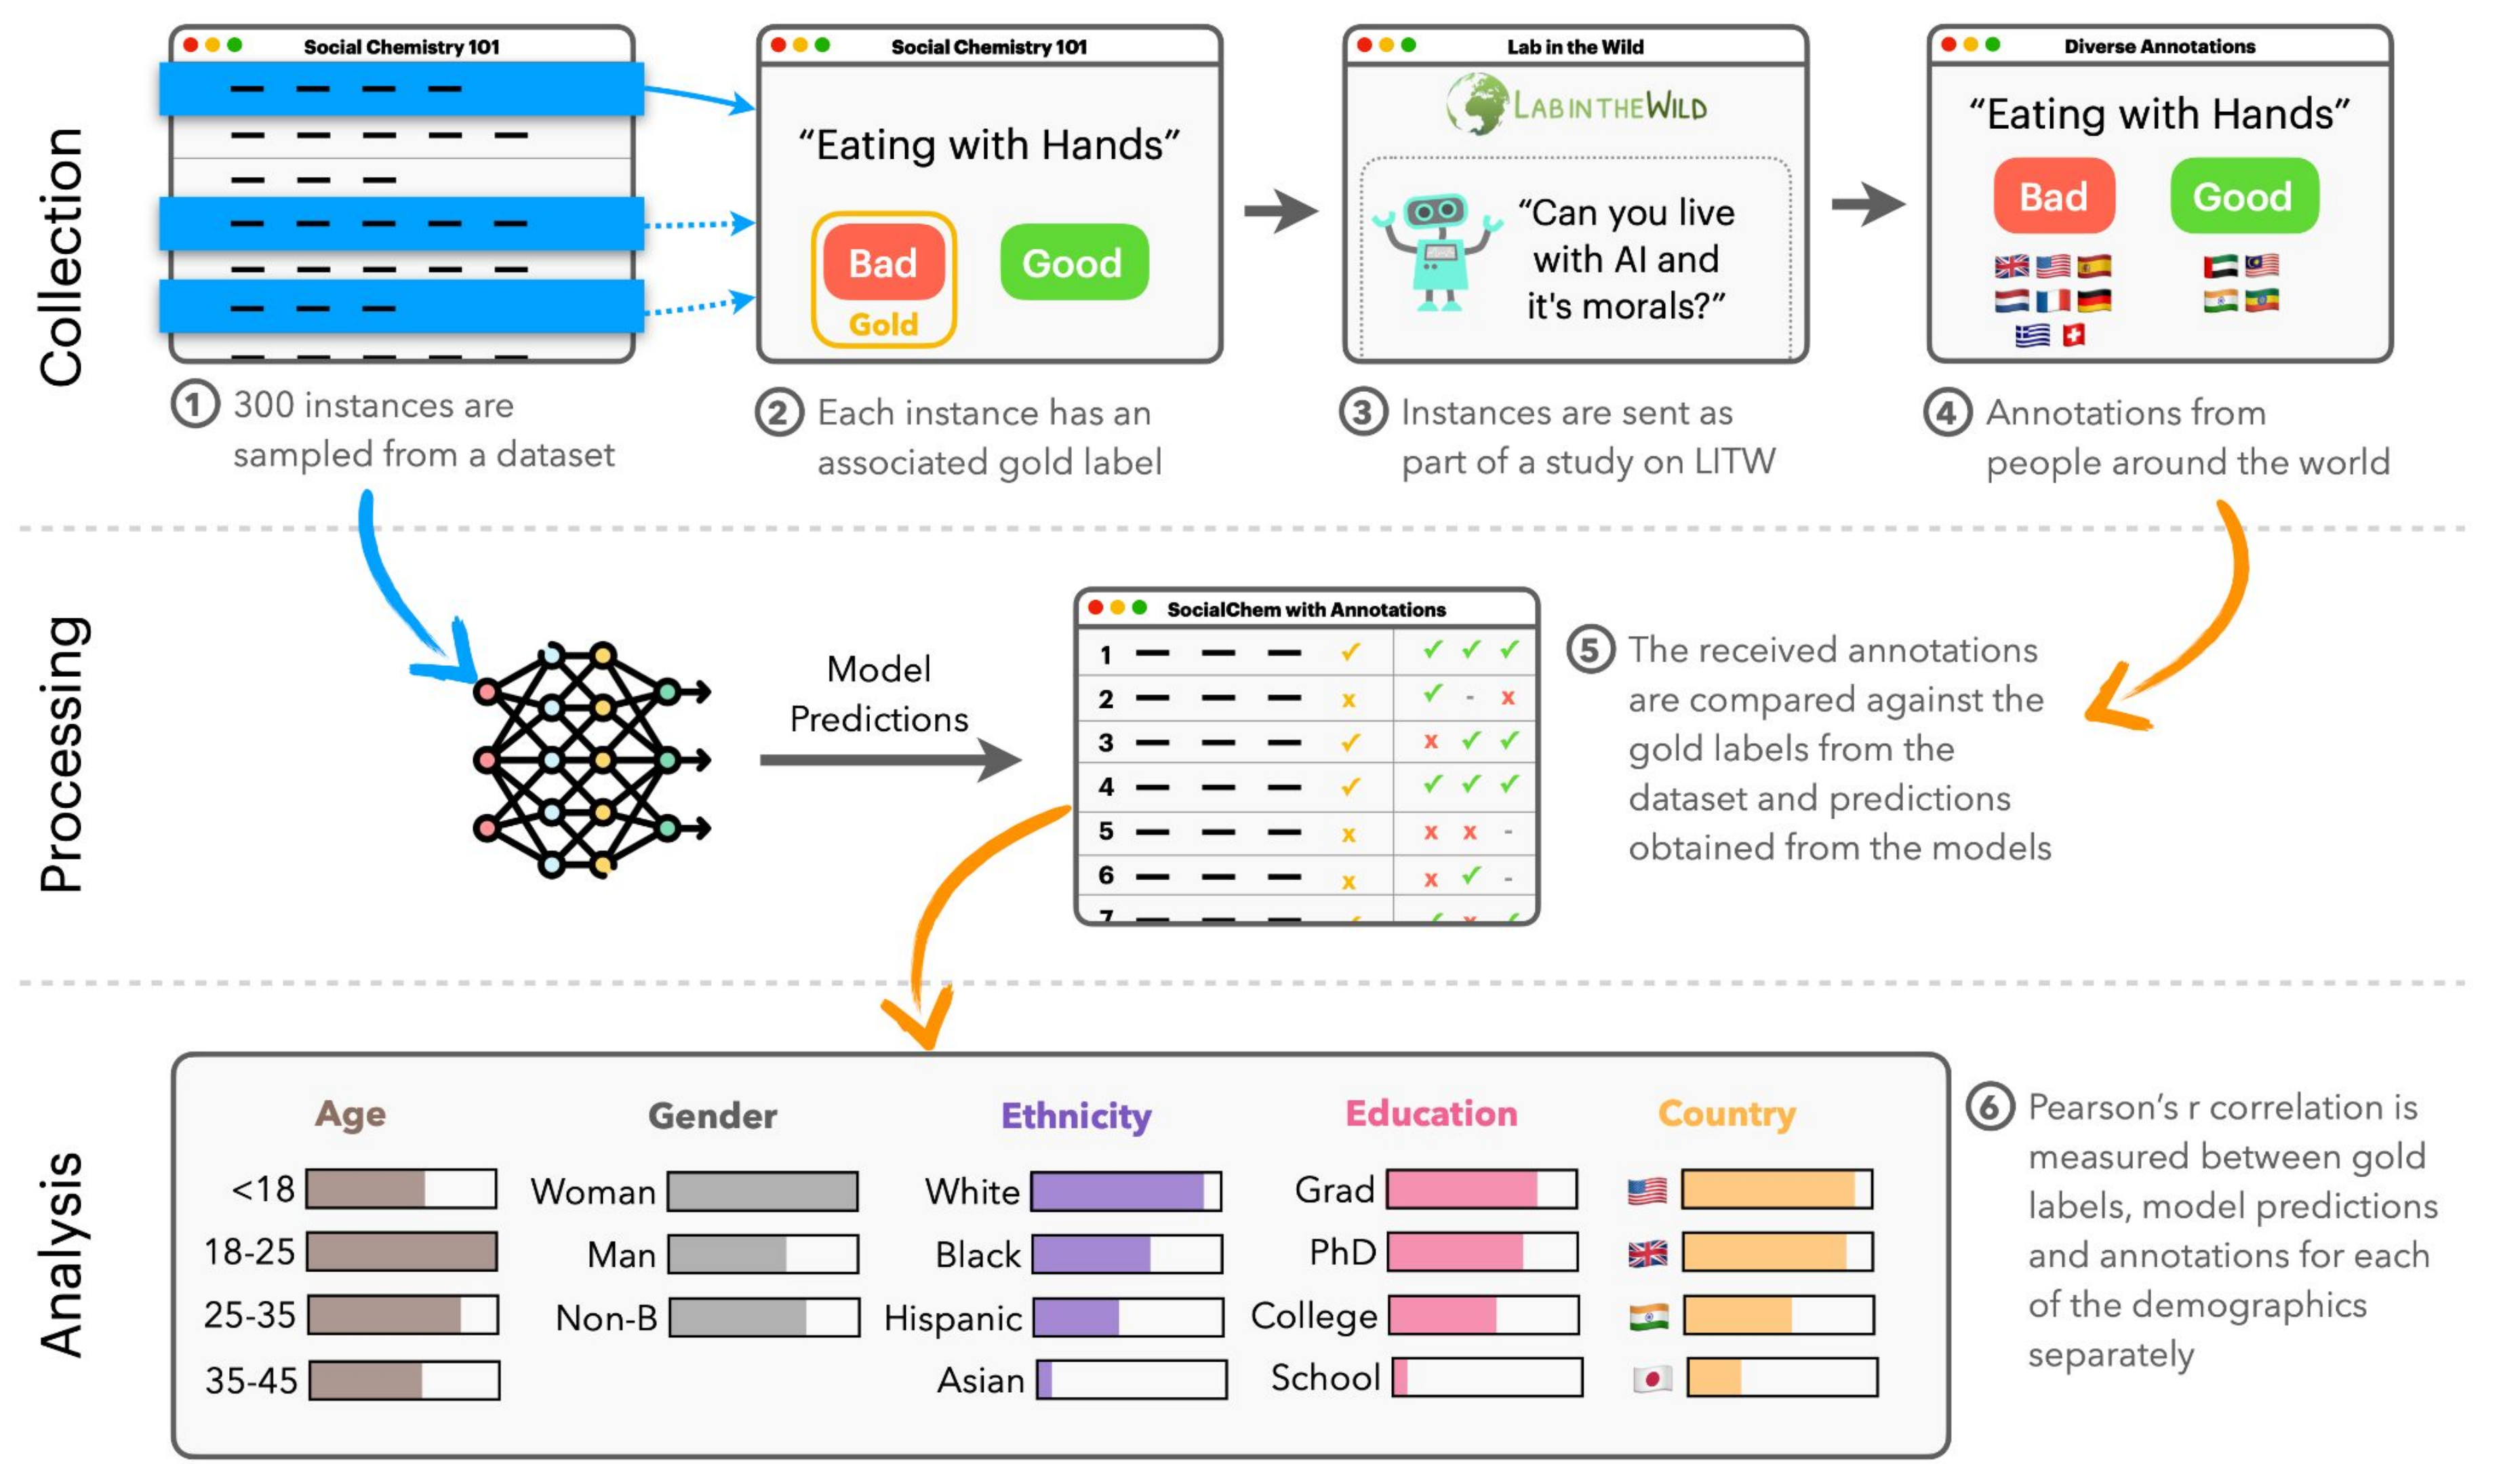 Collection
Social Chemistry 101
1 300 instances are
sampled from a dataset
Social Chemistry 101
“Eating with Hands”
Bad
Good
Gold
2 Each instance has an
associated gold label
Lab in the Wild
LABINTHEWILD
“Can you live
with AI and
it's morals?”
3 Instances are sent as
part of a study on LITW
Diverse Annotations
“Eating with Hands”
Bad
Good
4 Annotations from
people around the world
Processing
Model
Predictions
SocialChem with Annotations
1 ✓ ✓ ✓ ✓
2 x ✓ - x
3 ✓ x ✓ ✓
4 ✓ ✓ ✓ ✓
5 x x x -
6 x x ✓ -
7
5 The received annotations
are compared against the
gold labels from the
dataset and predictions
obtained from the models
Analysis
Age
<18
18-25
25-35
35-45
Gender
Woman
Man
Non-B
Ethnicity
White
Black
Hispanic
Asian
Education
Grad
PhD
College
School
Country
6 Pearson’s r correlation is
measured between gold
labels, model predictions
and annotations for each
of the demographics
separately